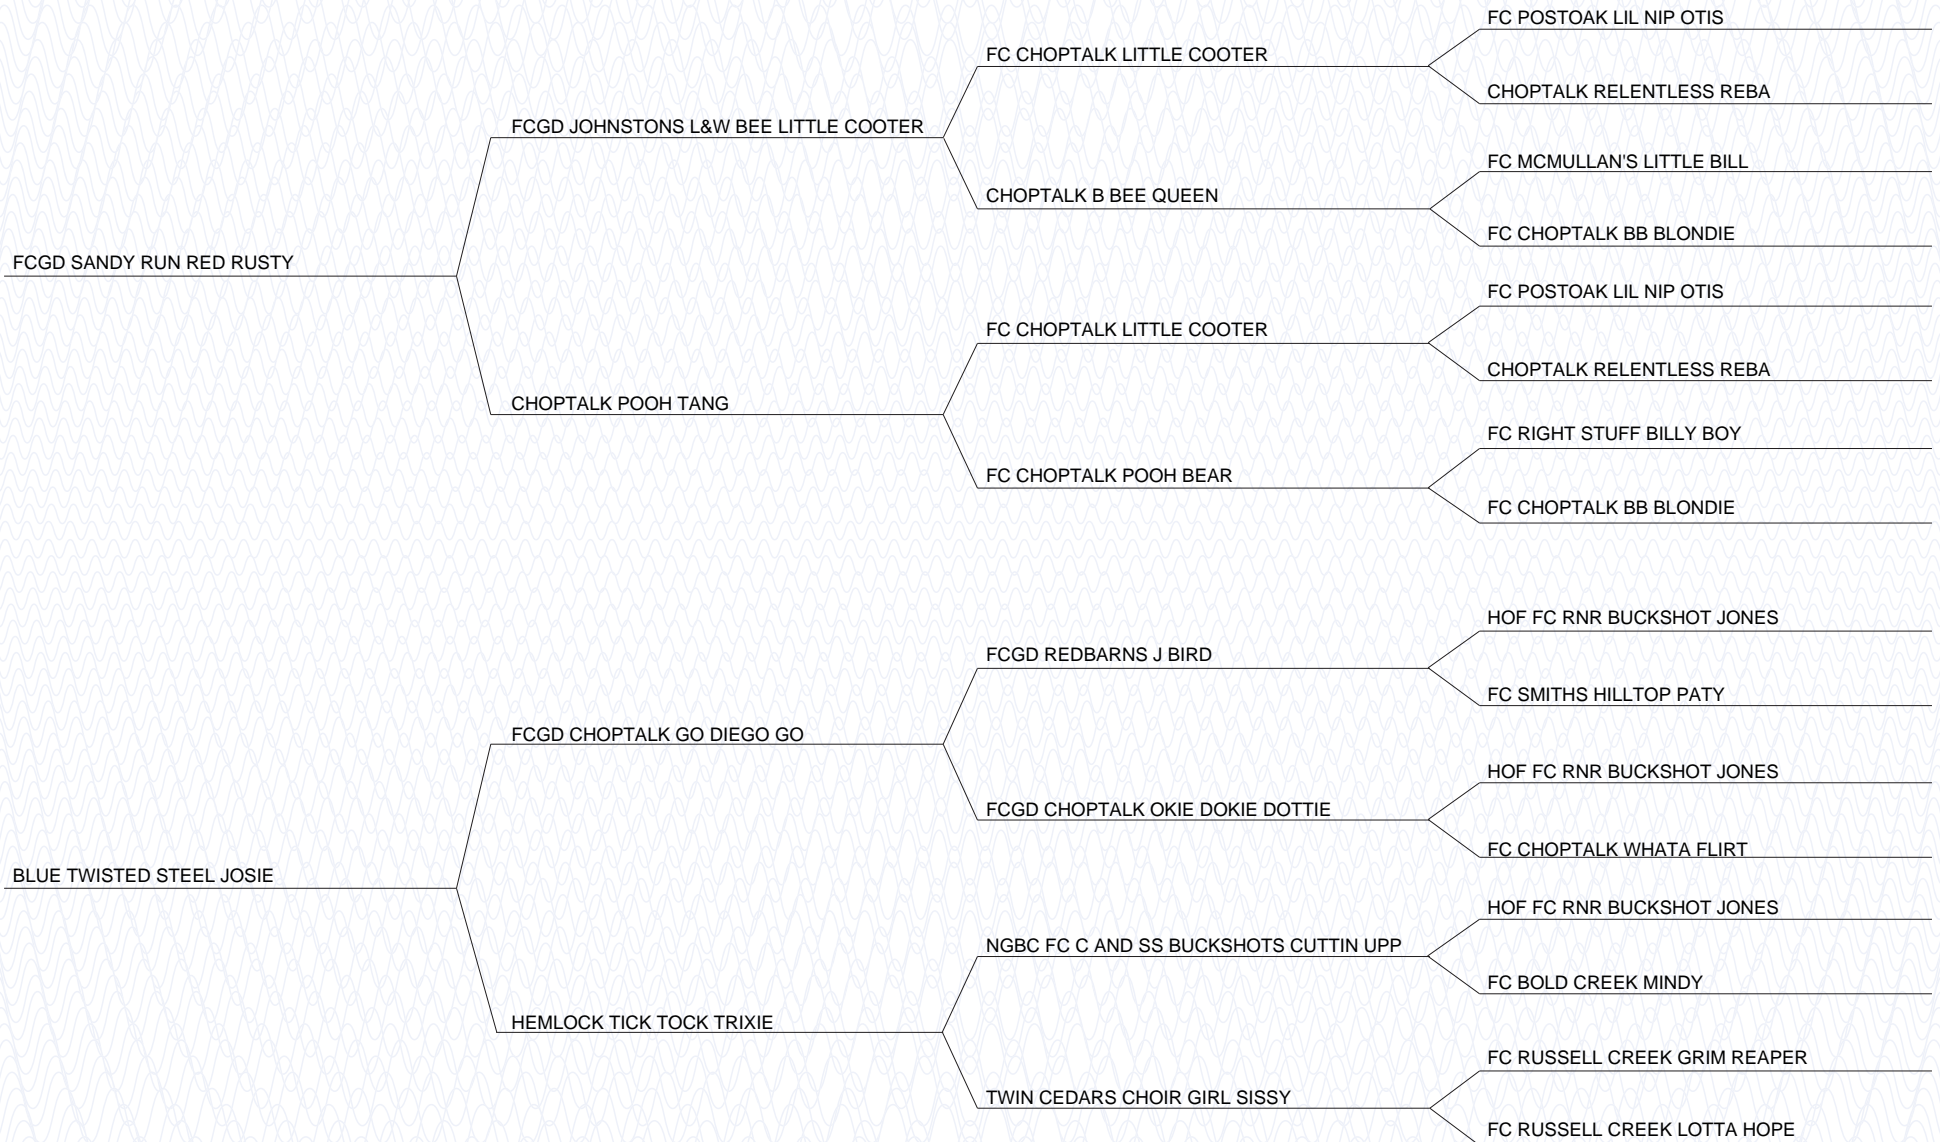 FC POSTOAK LIL NIP OTIS
FC CHOPTALK LITTLE COOTER
CHOPTALK RELENTLESS REBA
FCGD JOHNSTONS L&W BEE LITTLE COOTER
FC MCMULLAN'S LITTLE BILL
CHOPTALK B BEE QUEEN
FC CHOPTALK BB BLONDIE
FCGD SANDY RUN RED RUSTY
FC POSTOAK LIL NIP OTIS
FC CHOPTALK LITTLE COOTER
CHOPTALK RELENTLESS REBA
CHOPTALK POOH TANG
FC RIGHT STUFF BILLY BOY
FC CHOPTALK POOH BEAR
FC CHOPTALK BB BLONDIE
HOF FC RNR BUCKSHOT JONES
FCGD REDBARNS J BIRD
FC SMITHS HILLTOP PATY
FCGD CHOPTALK GO DIEGO GO
HOF FC RNR BUCKSHOT JONES
FCGD CHOPTALK OKIE DOKIE DOTTIE
FC CHOPTALK WHATA FLIRT
BLUE TWISTED STEEL JOSIE
HOF FC RNR BUCKSHOT JONES
NGBC FC C AND SS BUCKSHOTS CUTTIN UPP
FC BOLD CREEK MINDY
HEMLOCK TICK TOCK TRIXIE
FC RUSSELL CREEK GRIM REAPER
TWIN CEDARS CHOIR GIRL SISSY
FC RUSSELL CREEK LOTTA HOPE